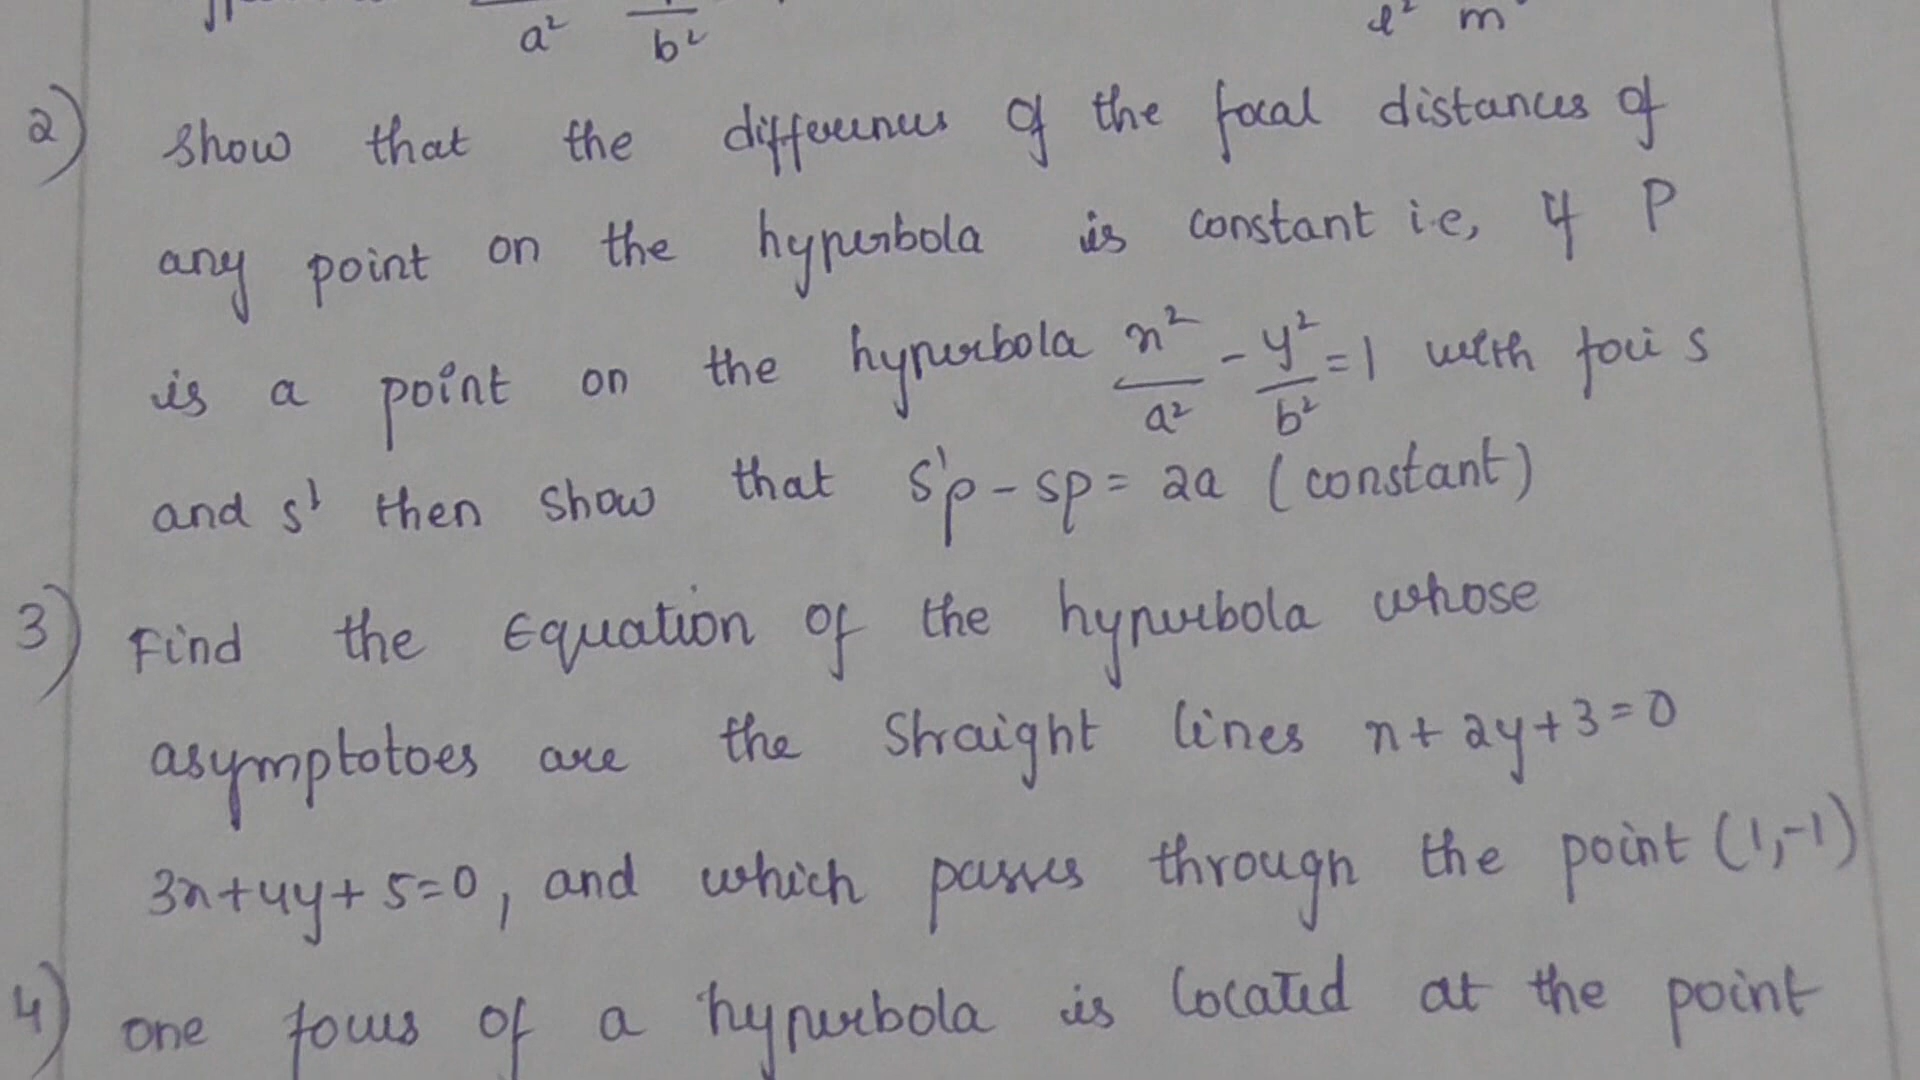 a² b² l² m
2) Show that the differences of the focal distances of
any point on the hyperbola is constant i.e, if P
is a point on the hyperbola x²/a² - y²/b² = 1 with foci s
and s' then show that s'p - sp = 2a (constant)
3) Find the Equation of the hyperbola whose
asymptotoes are the Straight lines x + 2y + 3 = 0
3x + 4y + 5 = 0, and which passes through the point (1,-1)
4) one focus of a hyperbola is located at the point